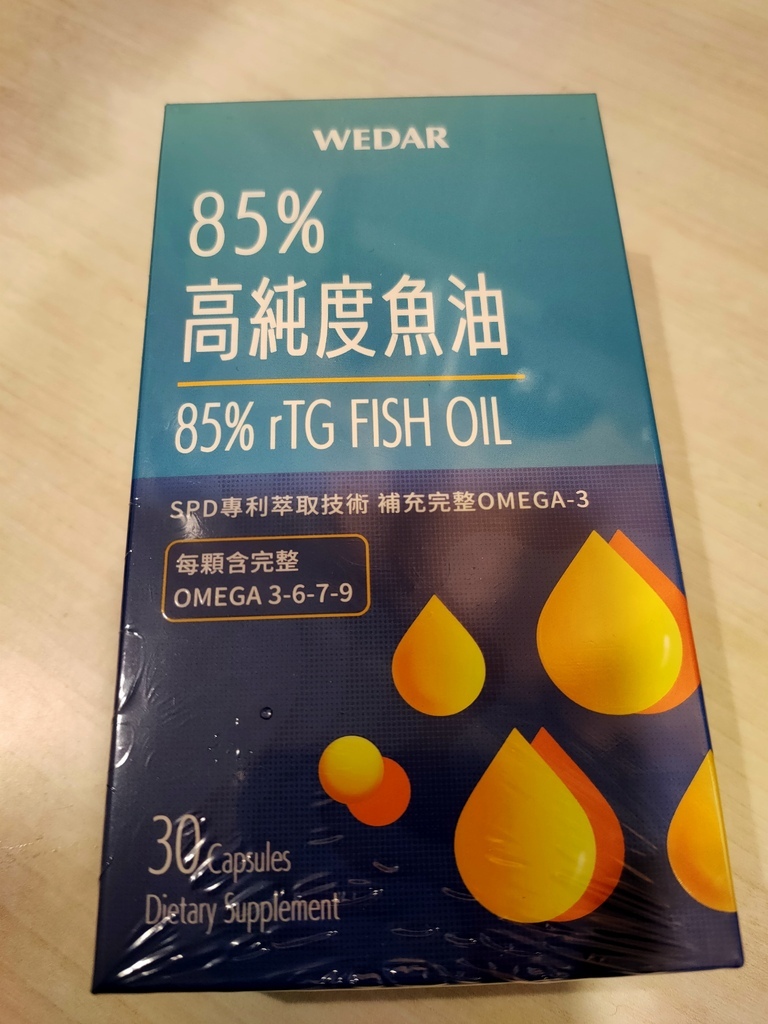 WEDAR
85%
高純度魚油
85% rTG FISH OIL
SPD專利萃取技術 補充完整OMEGA-3
每顆含完整
OMEGA 3-6-7-9
30 Capsules
Dietary Supplement